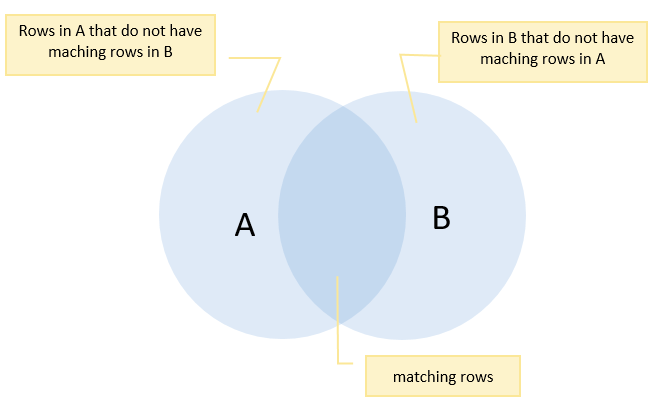 Rows in A that do not have
maching rows in B
Rows in B that do not have
maching rows in A
A
B
matching rows